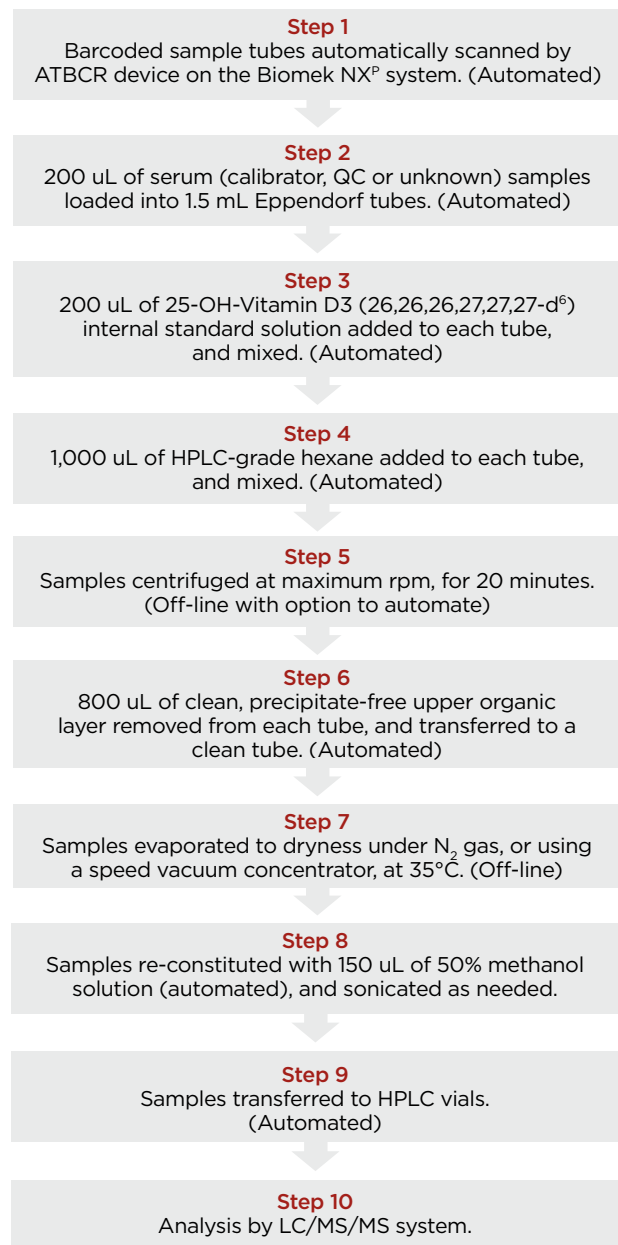 Step 1
Barcoded sample tubes automatically scanned by
ATBCR device on the Biomek NXᴾ system. (Automated)
Step 2
200 uL of serum (calibrator, QC or unknown) samples
loaded into 1.5 mL Eppendorf tubes. (Automated)
Step 3
200 uL of 25-OH-Vitamin D3 (26,26,26,27,27,27-d⁶)
internal standard solution added to each tube,
and mixed. (Automated)
Step 4
1,000 uL of HPLC-grade hexane added to each tube,
and mixed. (Automated)
Step 5
Samples centrifuged at maximum rpm, for 20 minutes.
(Off-line with option to automate)
Step 6
800 uL of clean, precipitate-free upper organic
layer removed from each tube, and transferred to a
clean tube. (Automated)
Step 7
Samples evaporated to dryness under N₂ gas, or using
a speed vacuum concentrator, at 35°C. (Off-line)
Step 8
Samples re-constituted with 150 uL of 50% methanol
solution (automated), and sonicated as needed.
Step 9
Samples transferred to HPLC vials.
(Automated)
Step 10
Analysis by LC/MS/MS system.